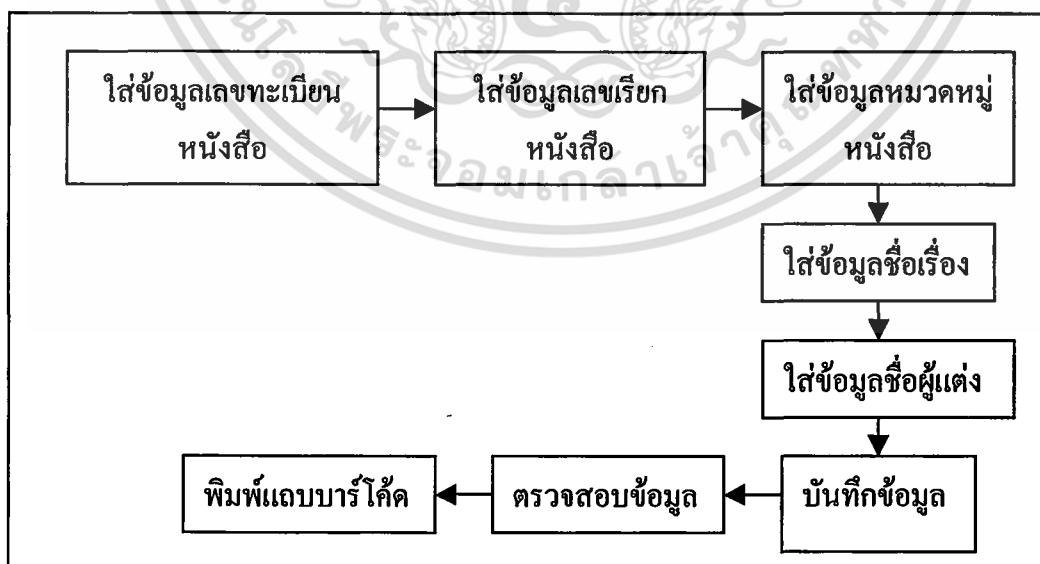 ใส่ข้อมูลเลขทะเบียน
หนังสือ
ใส่ข้อมูลเลขเรียก
หนังสือ
ใส่ข้อมูลหมวดหมู่
หนังสือ
ใส่ข้อมูลชื่อเรื่อง
ใส่ข้อมูลชื่อผู้แต่ง
บันทึกข้อมูล
ตรวจสอบข้อมูล
พิมพ์แถบบาร์โค้ด